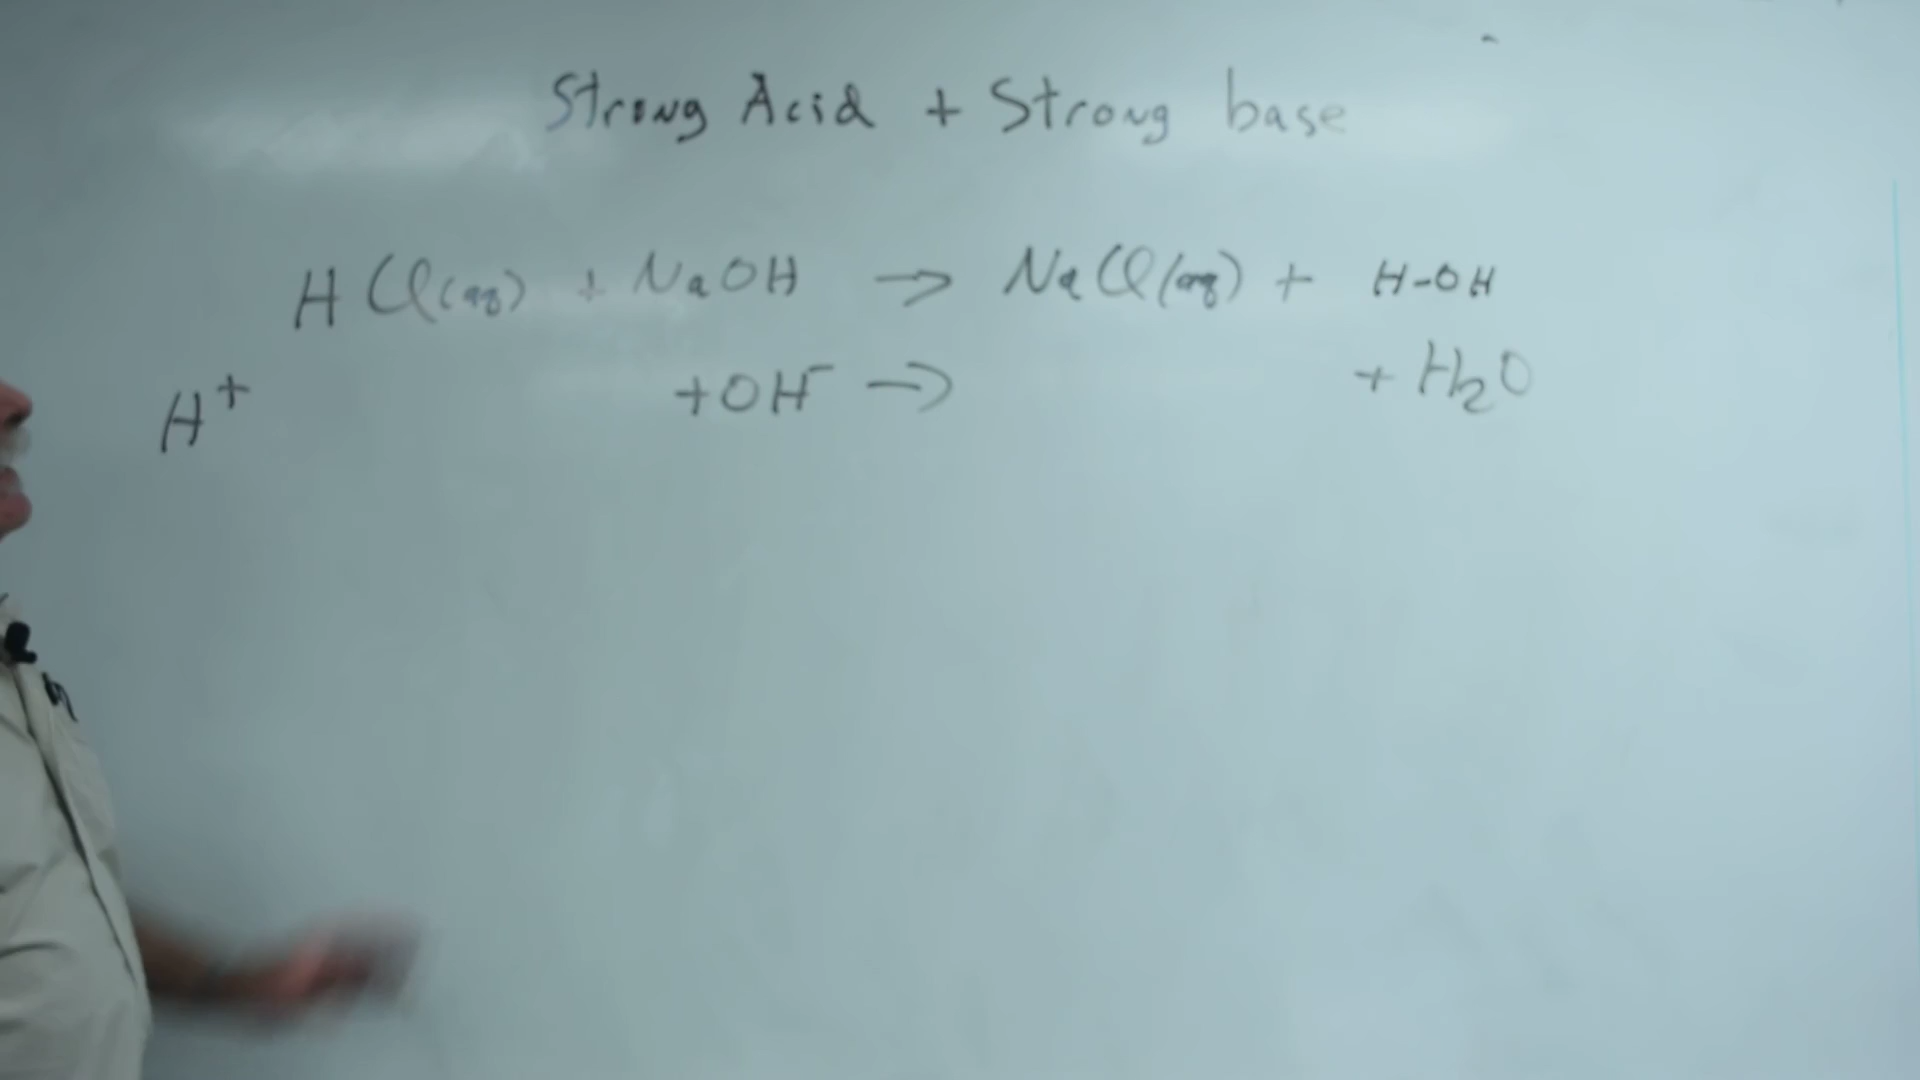 Strong Acid + Strong base
HCl(aq) + NaOH → NaCl(aq) + H-OH
H⁺ + OH⁻ → + H₂O